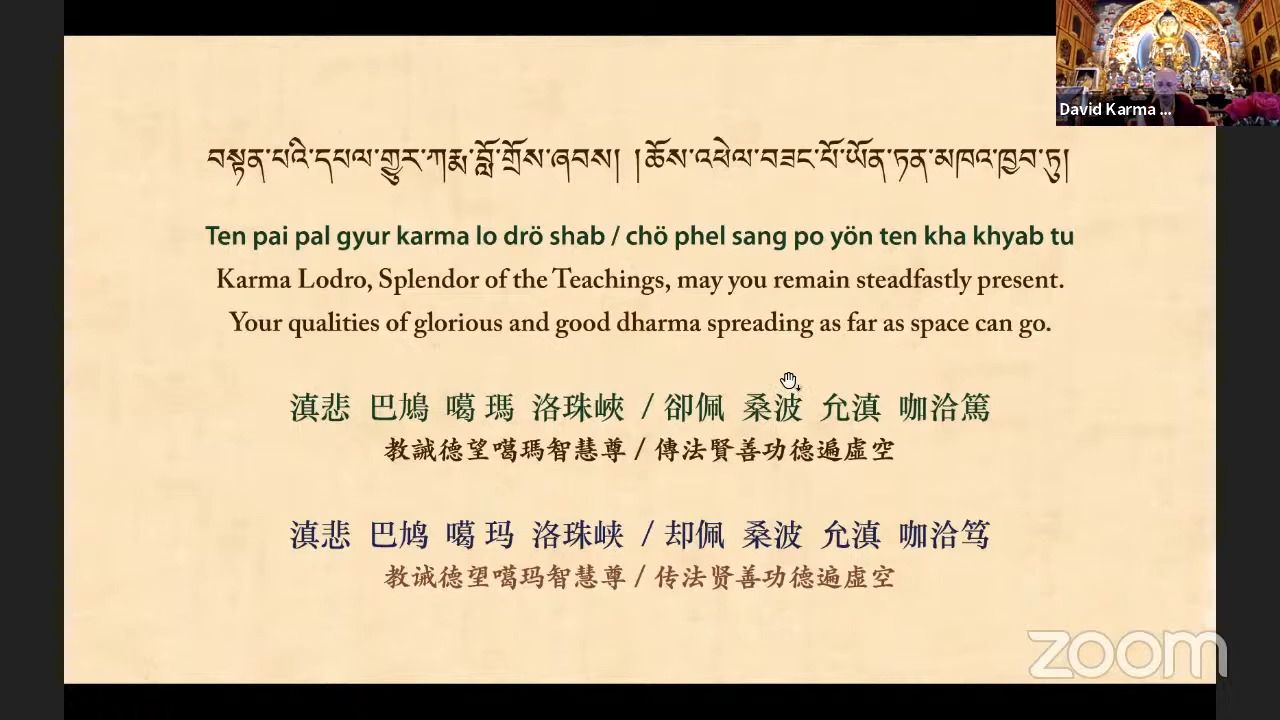 David Karma ...
བསྟན་པའི་དཔལ་གྱུར་ཀརྨ་བློ་གྲོས་ཞབས། །ཆོས་འཕེལ་བཟང་པོ་ཡོན་ཏན་མཁའ་ཁྱབ་ཏུ།
Ten pai pal gyur karma lo drö shab / chö phel sang po yön ten kha khyab tu
Karma Lodro, Splendor of the Teachings, may you remain steadfastly present.
Your qualities of glorious and good dharma spreading as far as space can go.
滇悲 巴鳩 噶 瑪 洛珠峽 / 卻佩 桑波 允滇 咖洽篤
教誡德望噶瑪智慧尊 / 傳法賢善功德遍虛空
滇悲 巴鸠 噶 玛 洛珠峡 / 却佩 桑波 允滇 咖洽笃
教诫德望噶玛智慧尊 / 传法贤善功德遍虚空
zoom